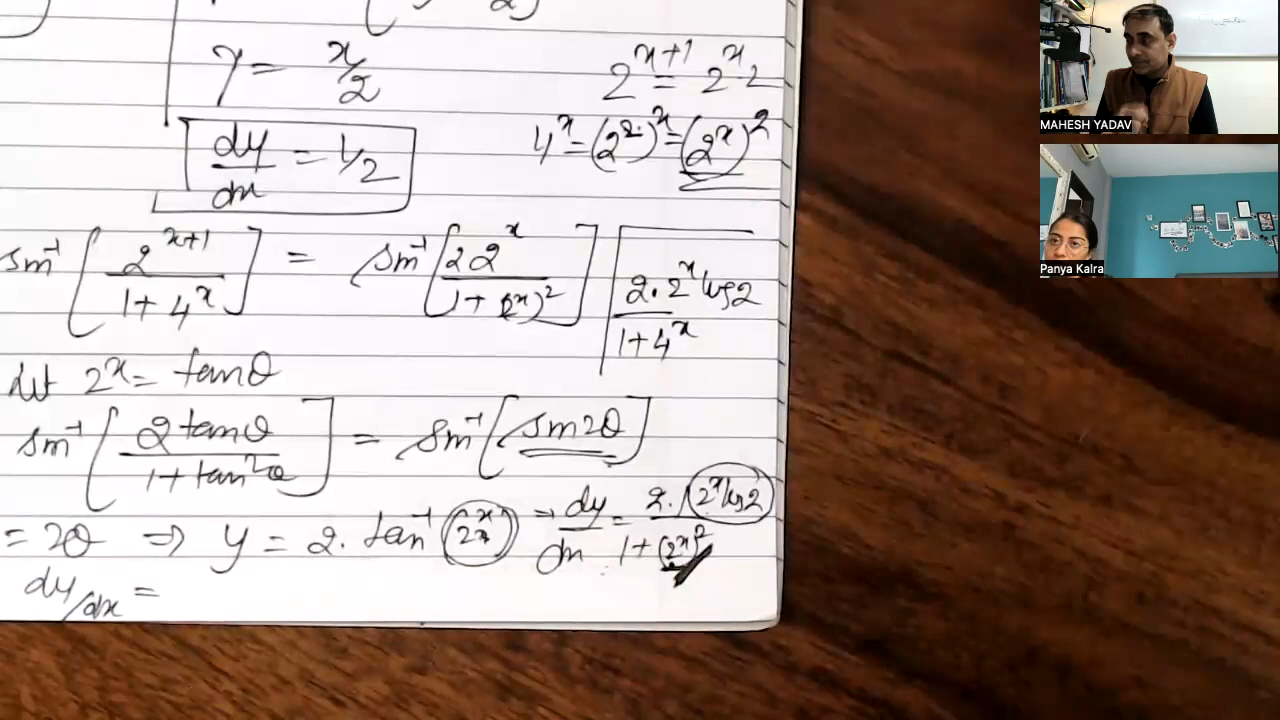 y = x/2
2^{x+1} = 2^x 2
dy/dx = 1/2
4^x = (2^2)^x = (2^x)^2
sin^{-1} [ 2^{x+1} / 1+4^x ] = sin^{-1} [ 2 2^x / 1+(2^x)^2 ]
2 · 2^x log2 / 1+4^x
Let 2^x = tanθ
sin^{-1} [ 2tanθ / 1+tan^2θ ] = sin^{-1} [ sin2θ ]
= 2θ ⇒ y = 2. tan^{-1} (2^x) ⇒ dy/dx = 2. (2^x log2) / 1+(2^x)^2
dy/dx =
MAHESH YADAV
Panya Kalra